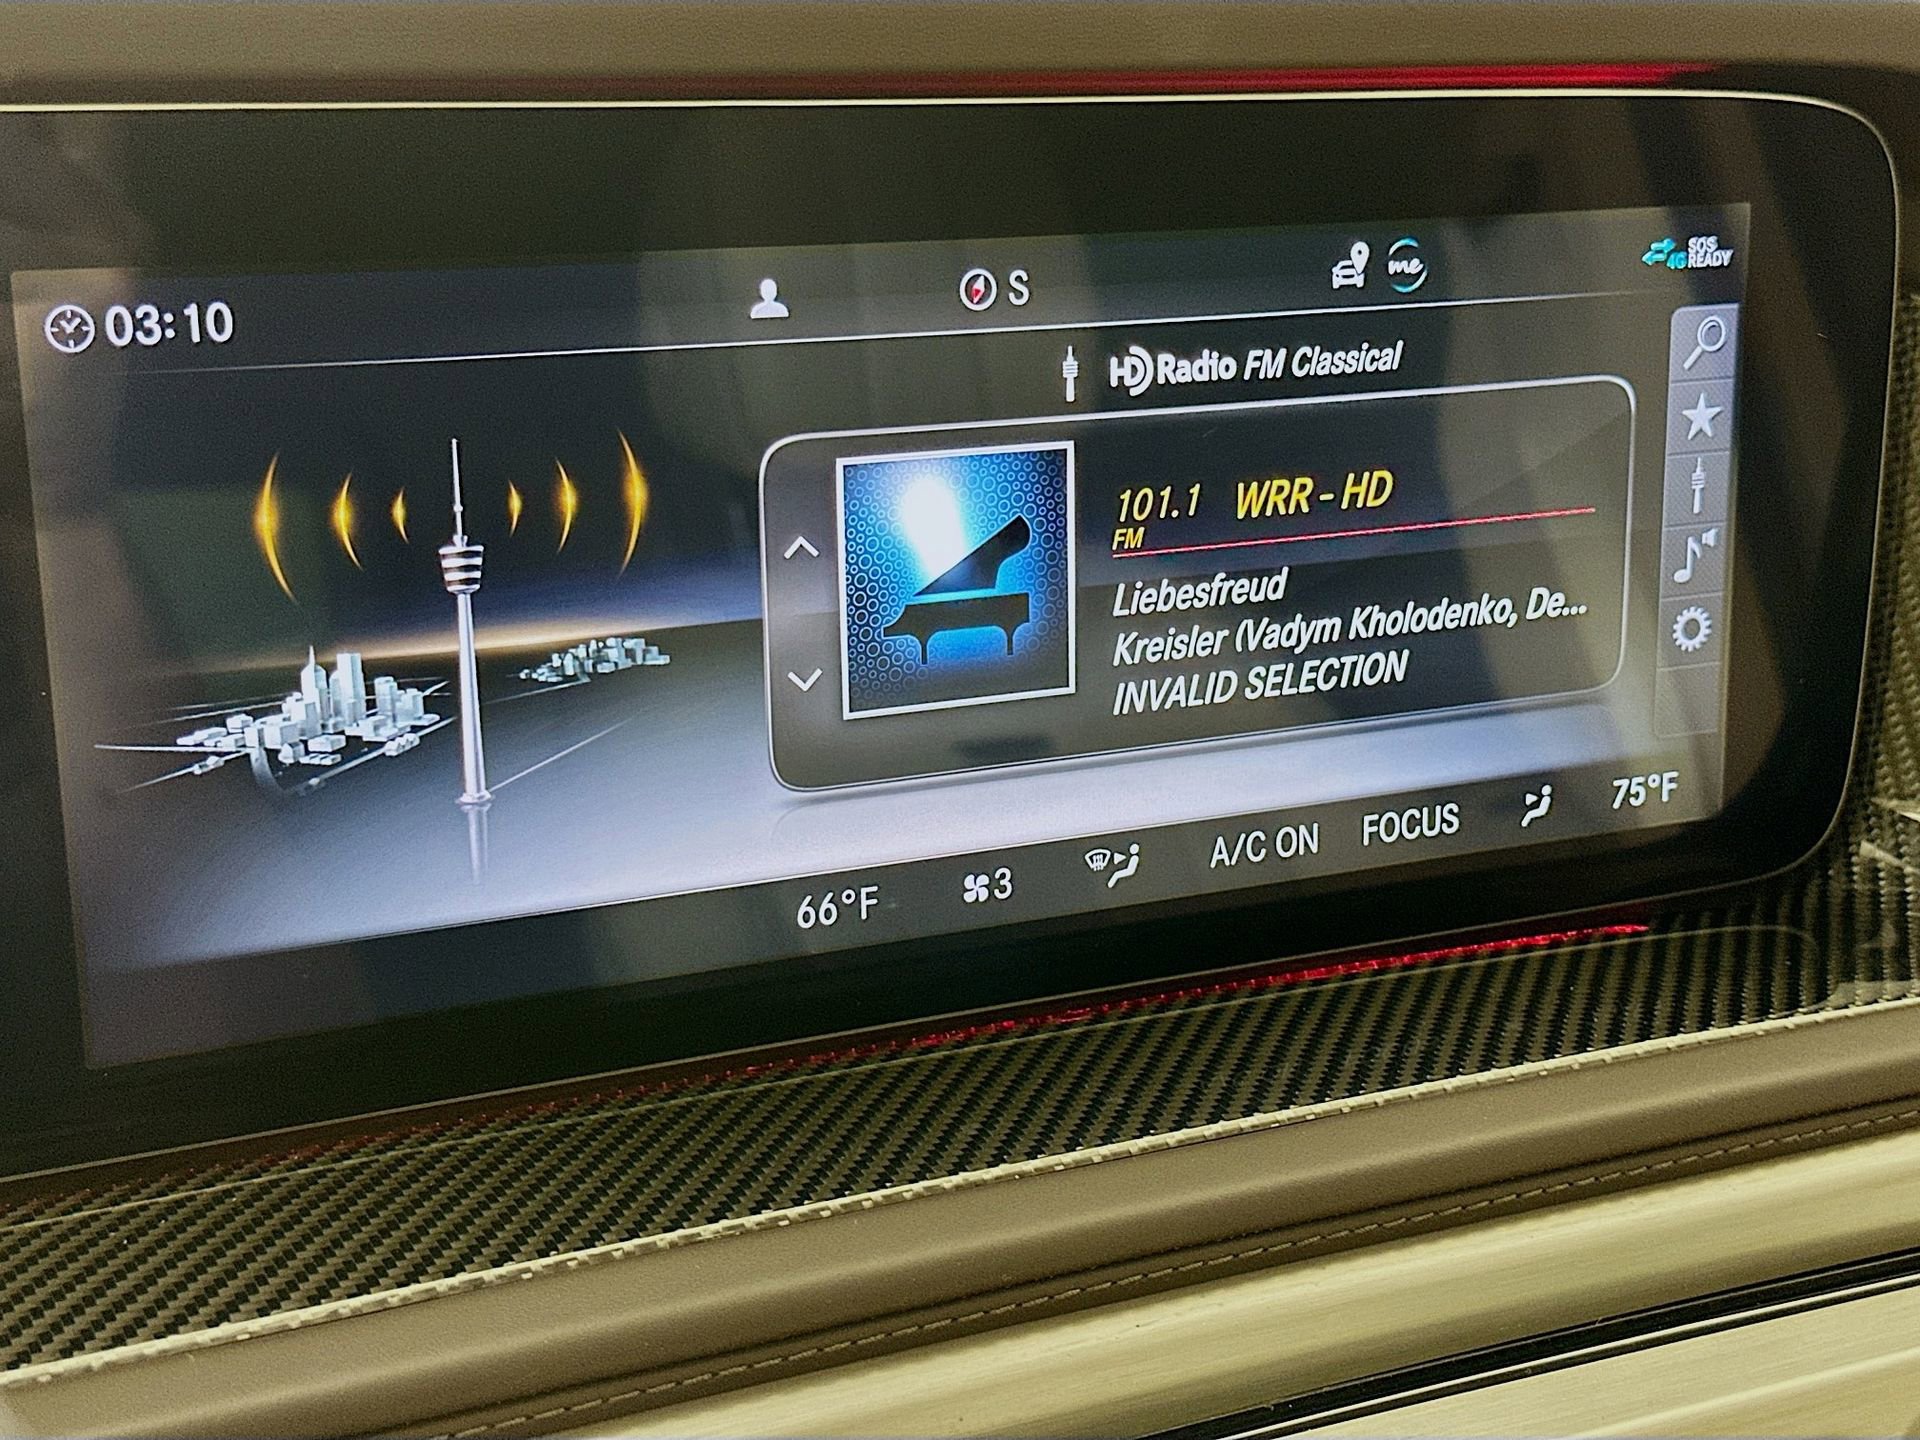 03:10
S
me
4G SOS READY
HD Radio FM Classical
101.1 WRR - HD
FM
Liebesfreud
Kreisler (Vadym Kholodenko, De...
INVALID SELECTION
66°F
3
A/C ON
FOCUS
75°F